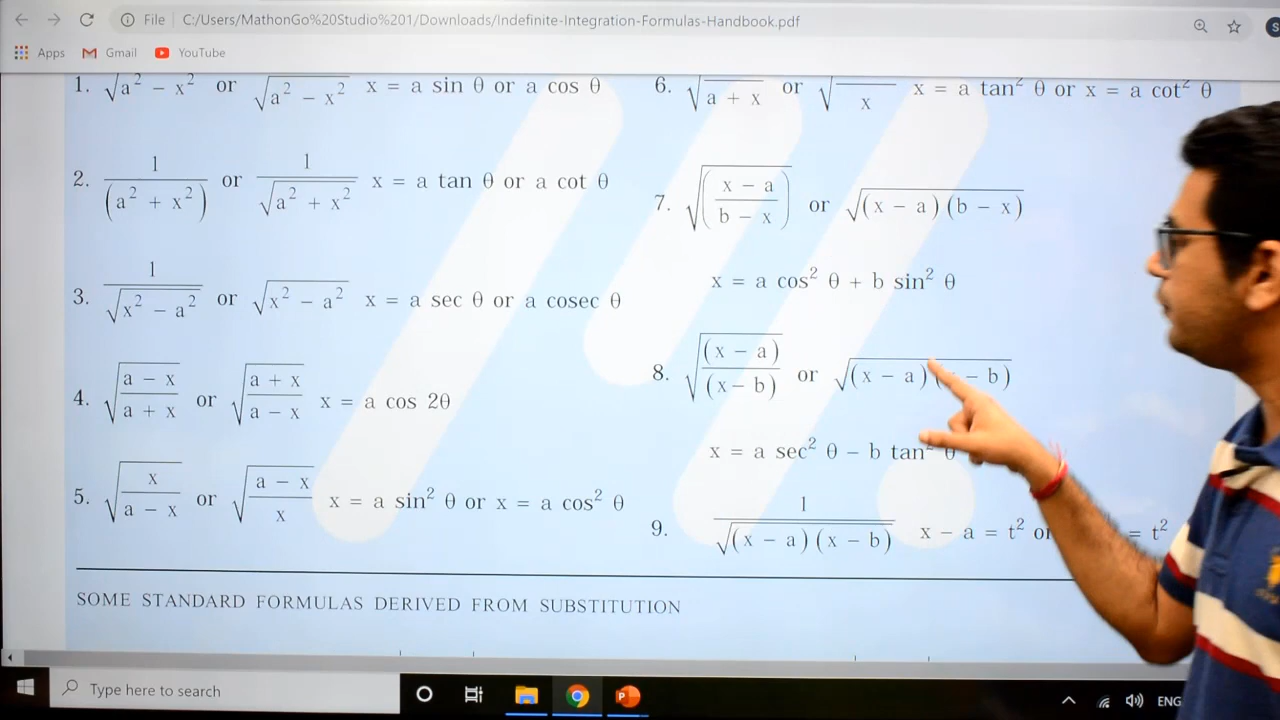 File | C:/Users/MathonGo%20Studio%201/Downloads/Indefinite-Integration-Formulas-Handbook.pdf
Apps Gmail YouTube
1. √(a² − x²) or √(a² − x²) x = a sin θ or a cos θ
2. 1/(a² + x²) or 1/√(a² + x²) x = a tan θ or a cot θ
3. 1/√(x² − a²) or √(x² − a²) x = a sec θ or a cosec θ
4. √((a − x)/(a + x)) or √((a + x)/(a − x)) x = a cos 2θ
5. √(x/(a − x)) or √((a − x)/x) x = a sin² θ or x = a cos² θ
6. √(/(a + x)) or √(/x) x = a tan² θ or x = a cot² θ
7. √((x − a)/(b − x)) or √((x − a)(b − x))
x = a cos² θ + b sin² θ
8. √((x − a)/(x − b)) or √((x − a)( − b))
x = a sec² θ − b tan² θ
9. 1/√((x − a)(x − b)) x − a = t² or = t²
SOME STANDARD FORMULAS DERIVED FROM SUBSTITUTION
Type here to search
ENG